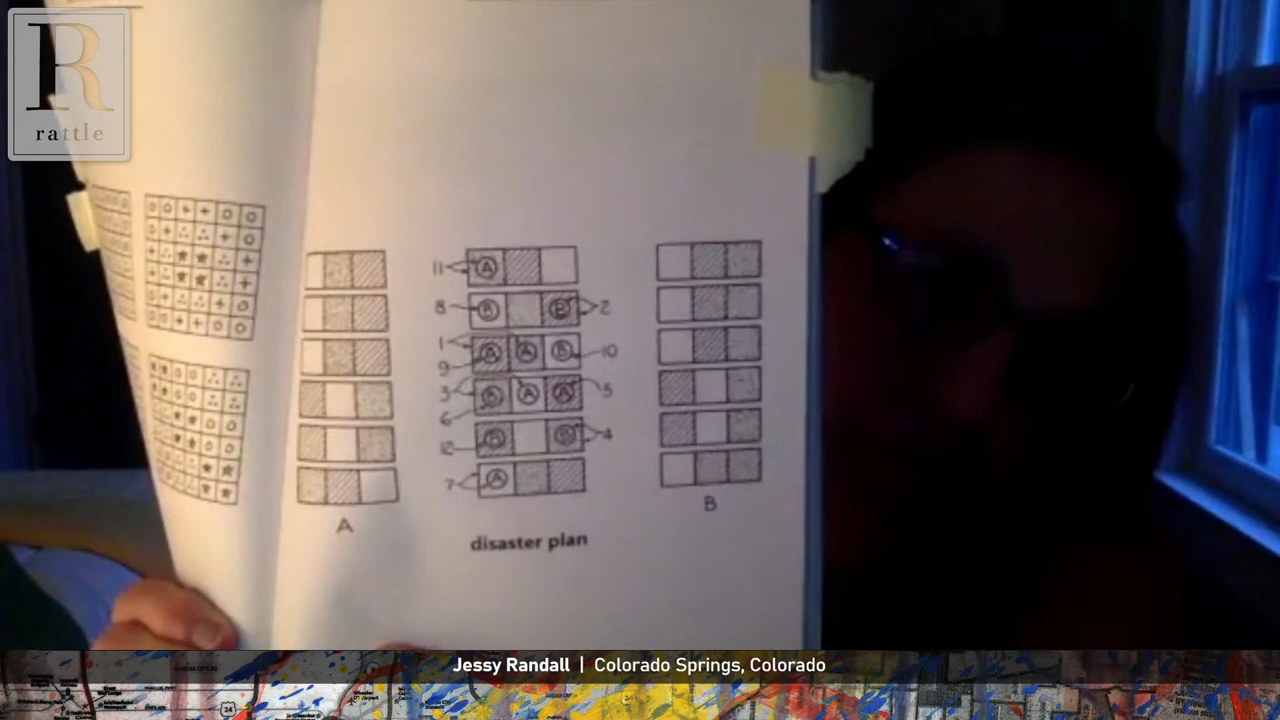 R
rattle
11
A
8
B
B
2
1
A
A
B
10
9
3
B
A
A
5
6
12
B
B
4
7
A
A
B
disaster plan
Jessy Randall | Colorado Springs, Colorado
24